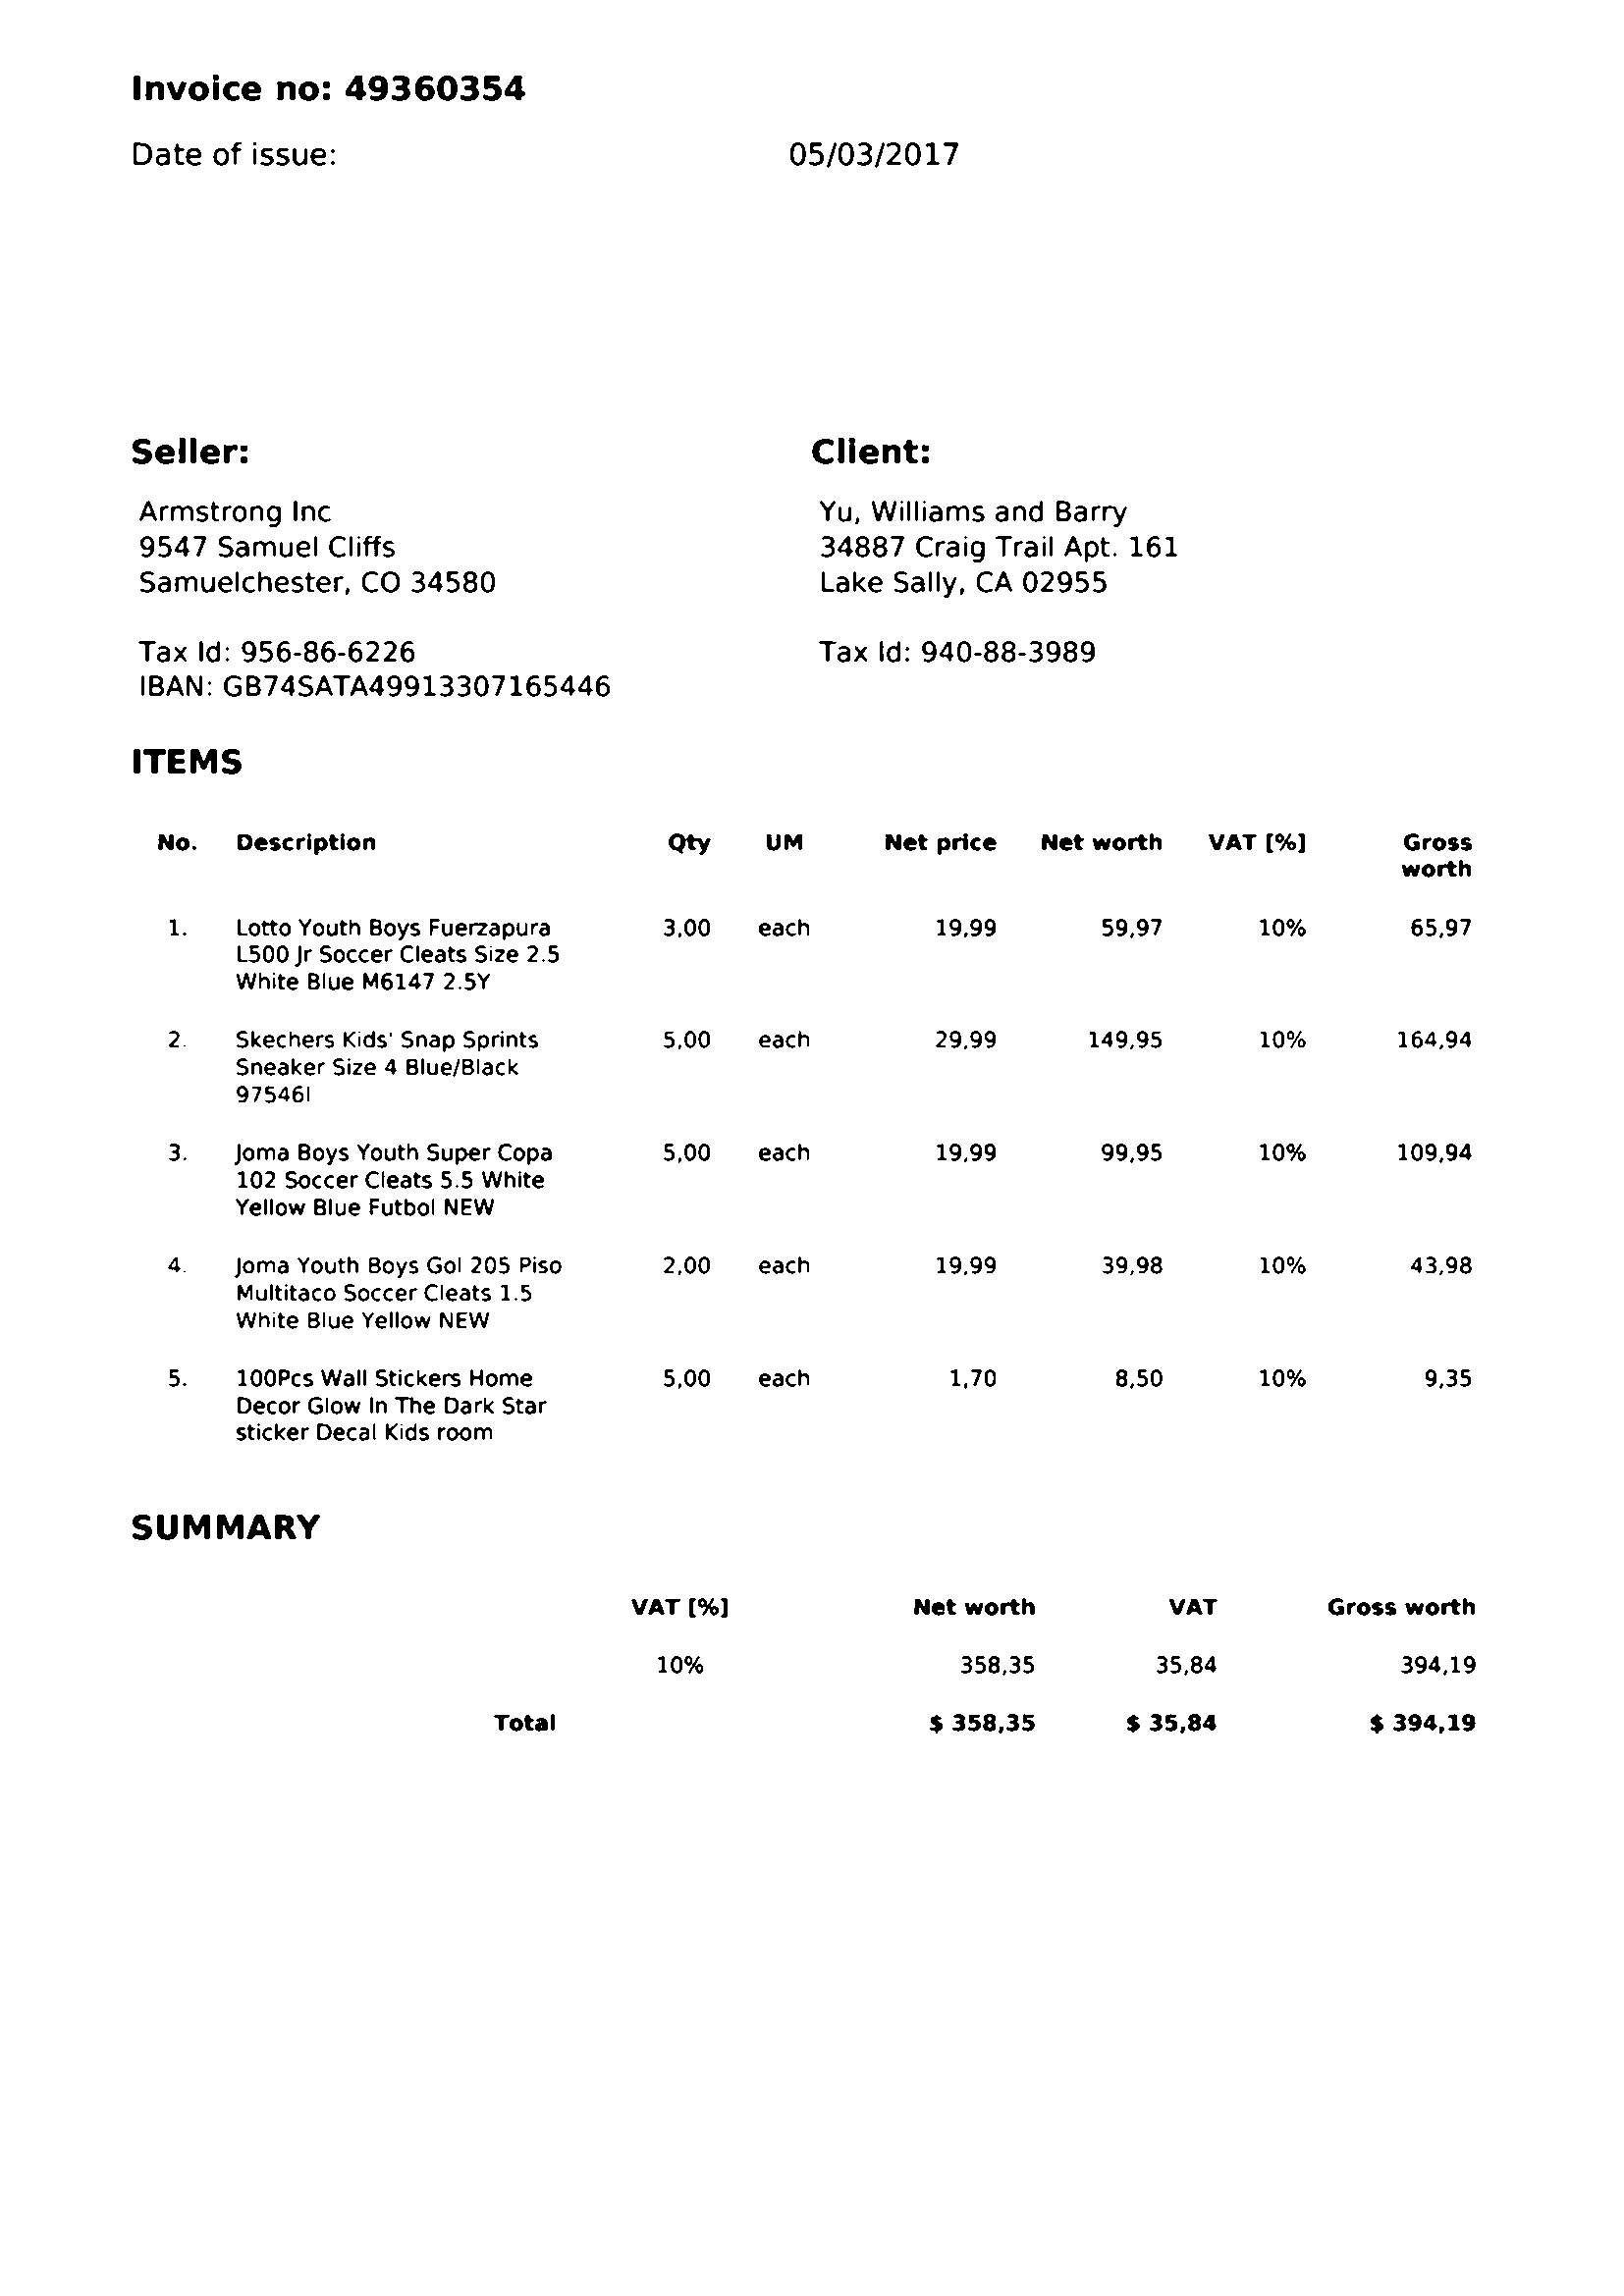 Invoice no: 49360354
Date of issue: 05/03/2017
Seller: Client:
Armstrong Inc Yu, Williams and Barry
9547 Samuel Cliffs 34887 Craig Trail Apt. 161
Samuelchester, CO 34580 Lake Sally, CA 02955
Tax Id: 956-86-6226 Tax Id: 940-88-3989
IBAN: GB74SATA49913307165446
ITEMS
No. Description Qty UM Net price Net worth VAT [%] Gross
worth
1. Lotto Youth Boys Fuerzapura 3,00 each 19,99 59,97 10% 65,97
L500 Jr Soccer Cleats Size 2.5
White Blue M6147 2.5Y
2. Skechers Kids' Snap Sprints 5,00 each 29,99 149,95 10% 164,94
Sneaker Size 4 Blue/Black
97546l
3. Joma Boys Youth Super Copa 5,00 each 19,99 99,95 10% 109,94
102 Soccer Cleats 5.5 White
Yellow Blue Futbol NEW
4. Joma Youth Boys Gol 205 Piso 2,00 each 19,99 39,98 10% 43,98
Multitaco Soccer Cleats 1.5
White Blue Yellow NEW
5. 100Pcs Wall Stickers Home 5,00 each 1,70 8,50 10% 9,35
Decor Glow In The Dark Star
sticker Decal Kids room
SUMMARY
VAT [%] Net worth VAT Gross worth
10% 358,35 35,84 394,19
Total $ 358,35 $ 35,84 $ 394,19